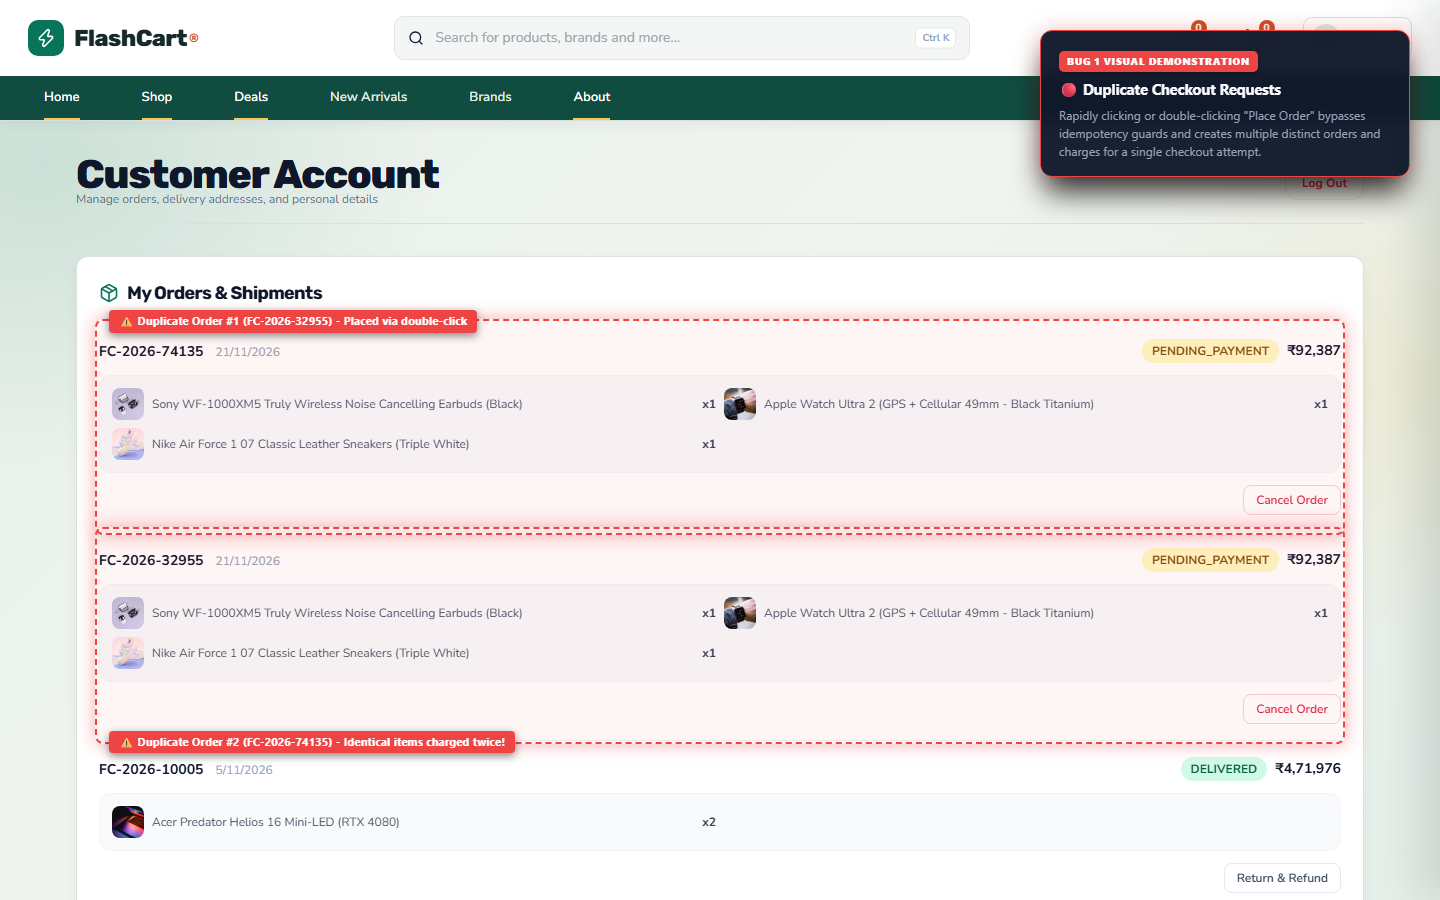 FlashCart®
Search for products, brands and more...
Ctrl K
0
0
Home
Shop
Deals
New Arrivals
Brands
About
BUG 1 VISUAL DEMONSTRATION
🔴 Duplicate Checkout Requests
Rapidly clicking or double-clicking "Place Order" bypasses
idempotency guards and creates multiple distinct orders and
charges for a single checkout attempt.
Customer Account
Manage orders, delivery addresses, and personal details
Log Out
My Orders & Shipments
⚠️ Duplicate Order #1 (FC-2026-32955) - Placed via double-click
FC-2026-74135 21/11/2026 PENDING_PAYMENT ₹92,387
Sony WF-1000XM5 Truly Wireless Noise Cancelling Earbuds (Black) x1 Apple Watch Ultra 2 (GPS + Cellular 49mm - Black Titanium) x1
Nike Air Force 1 07 Classic Leather Sneakers (Triple White) x1
Cancel Order
FC-2026-32955 21/11/2026 PENDING_PAYMENT ₹92,387
Sony WF-1000XM5 Truly Wireless Noise Cancelling Earbuds (Black) x1 Apple Watch Ultra 2 (GPS + Cellular 49mm - Black Titanium) x1
Nike Air Force 1 07 Classic Leather Sneakers (Triple White) x1
Cancel Order
⚠️ Duplicate Order #2 (FC-2026-74135) - Identical items charged twice!
FC-2026-10005 5/11/2026 DELIVERED ₹4,71,976
Acer Predator Helios 16 Mini-LED (RTX 4080) x2
Return & Refund